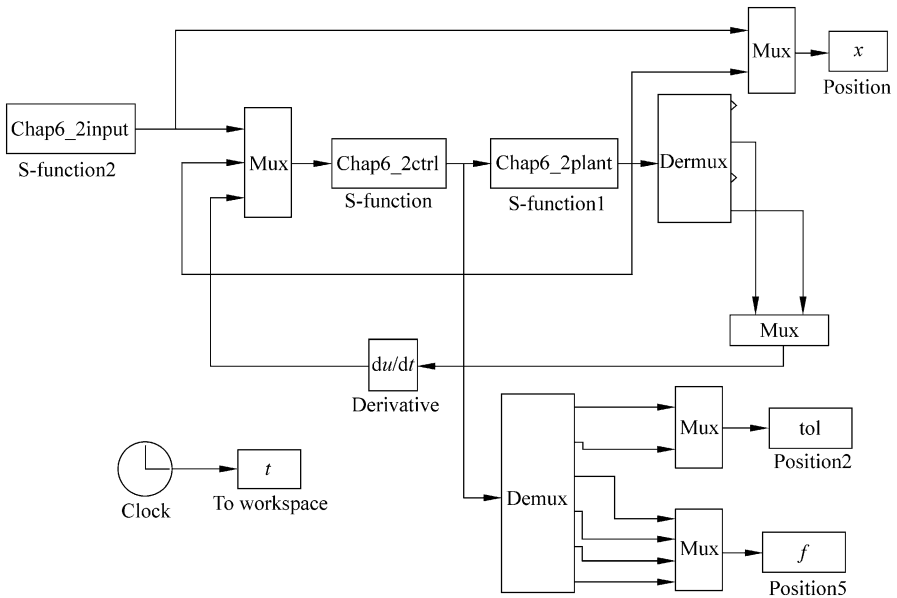 Mux
x
Position
Chap6_2input
S-function2
Mux
Chap6_2ctrl
S-function
Chap6_2plant
S-function1
Dermux
Mux
du/dt
Derivative
Mux
tol
Position2
Clock
t
To workspace
Demux
Mux
f
Position5